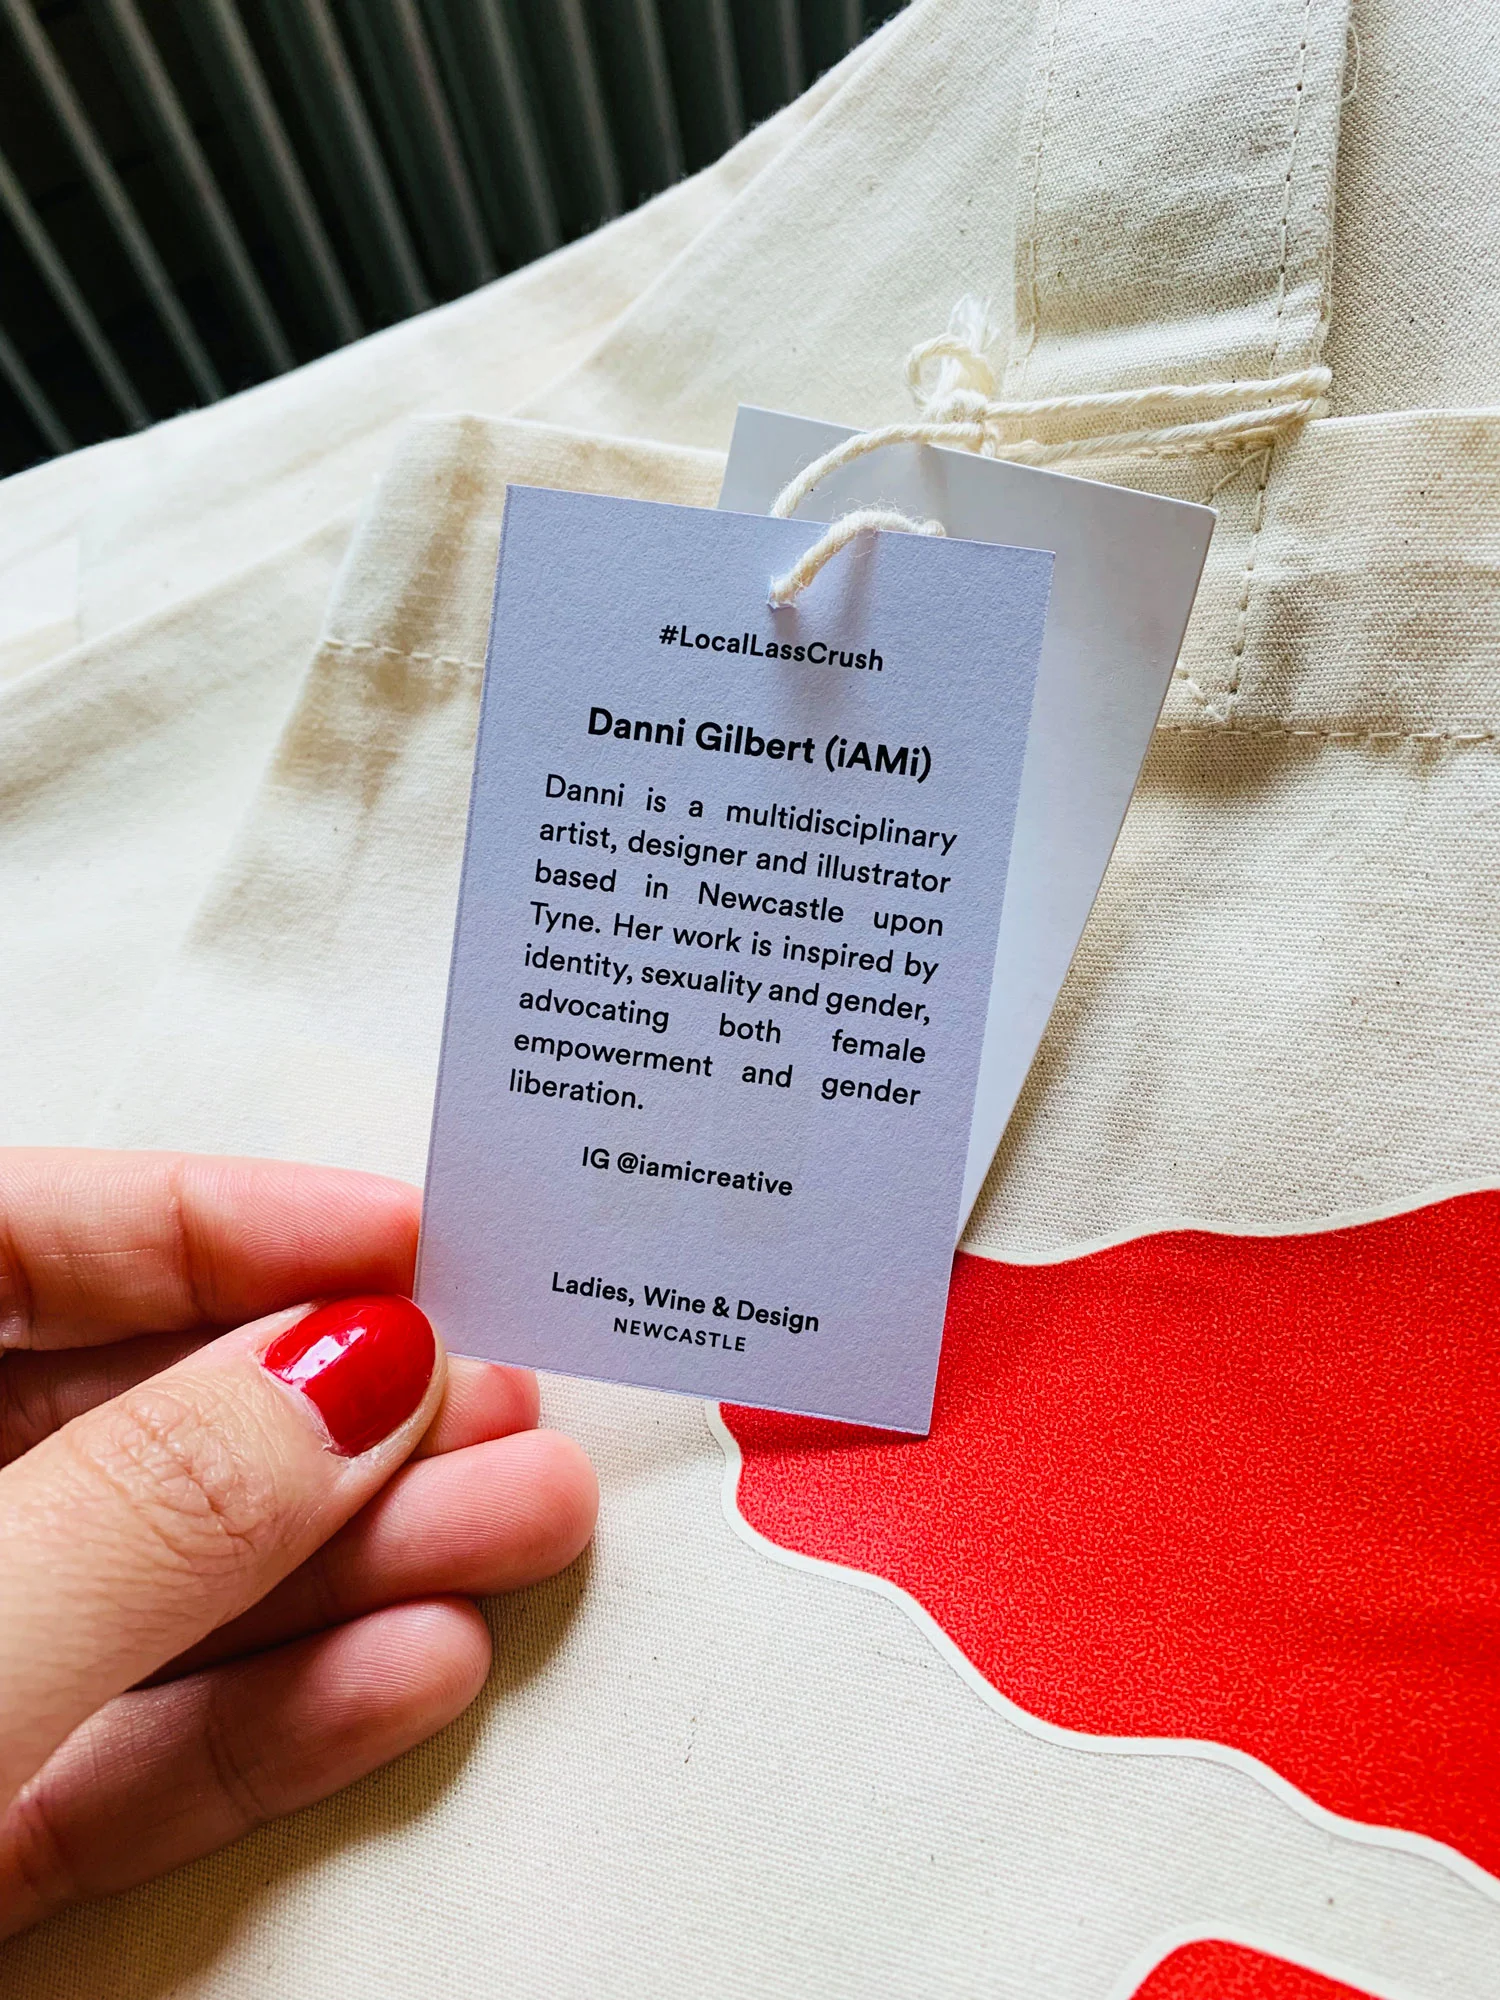 #LocalLassCrush
Danni Gilbert (iAMi)
Danni is a multidisciplinary
artist, designer and illustrator
based in Newcastle upon
Tyne. Her work is inspired by
identity, sexuality and gender,
advocating both female
empowerment and gender
liberation.
IG @iamicreative
Ladies, Wine & Design
NEWCASTLE